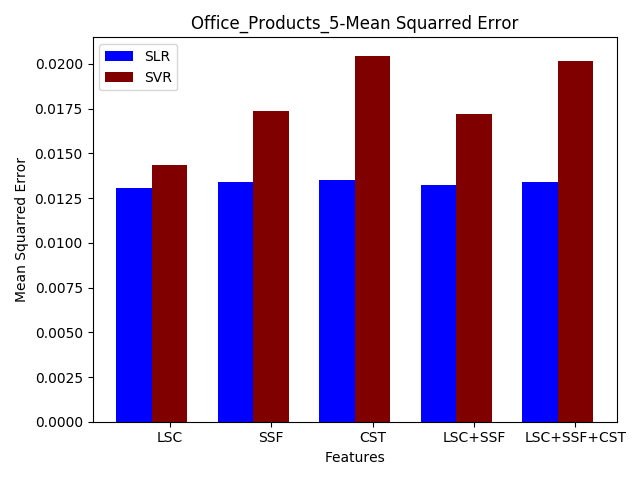 Office_Products_5-Mean Squarred Error
SLR
SVR
Mean Squarred Error
0.0200
0.0175
0.0150
0.0125
0.0100
0.0075
0.0050
0.0025
0.0000
LSC SSF CST LSC+SSF LSC+SSF+CST
Features